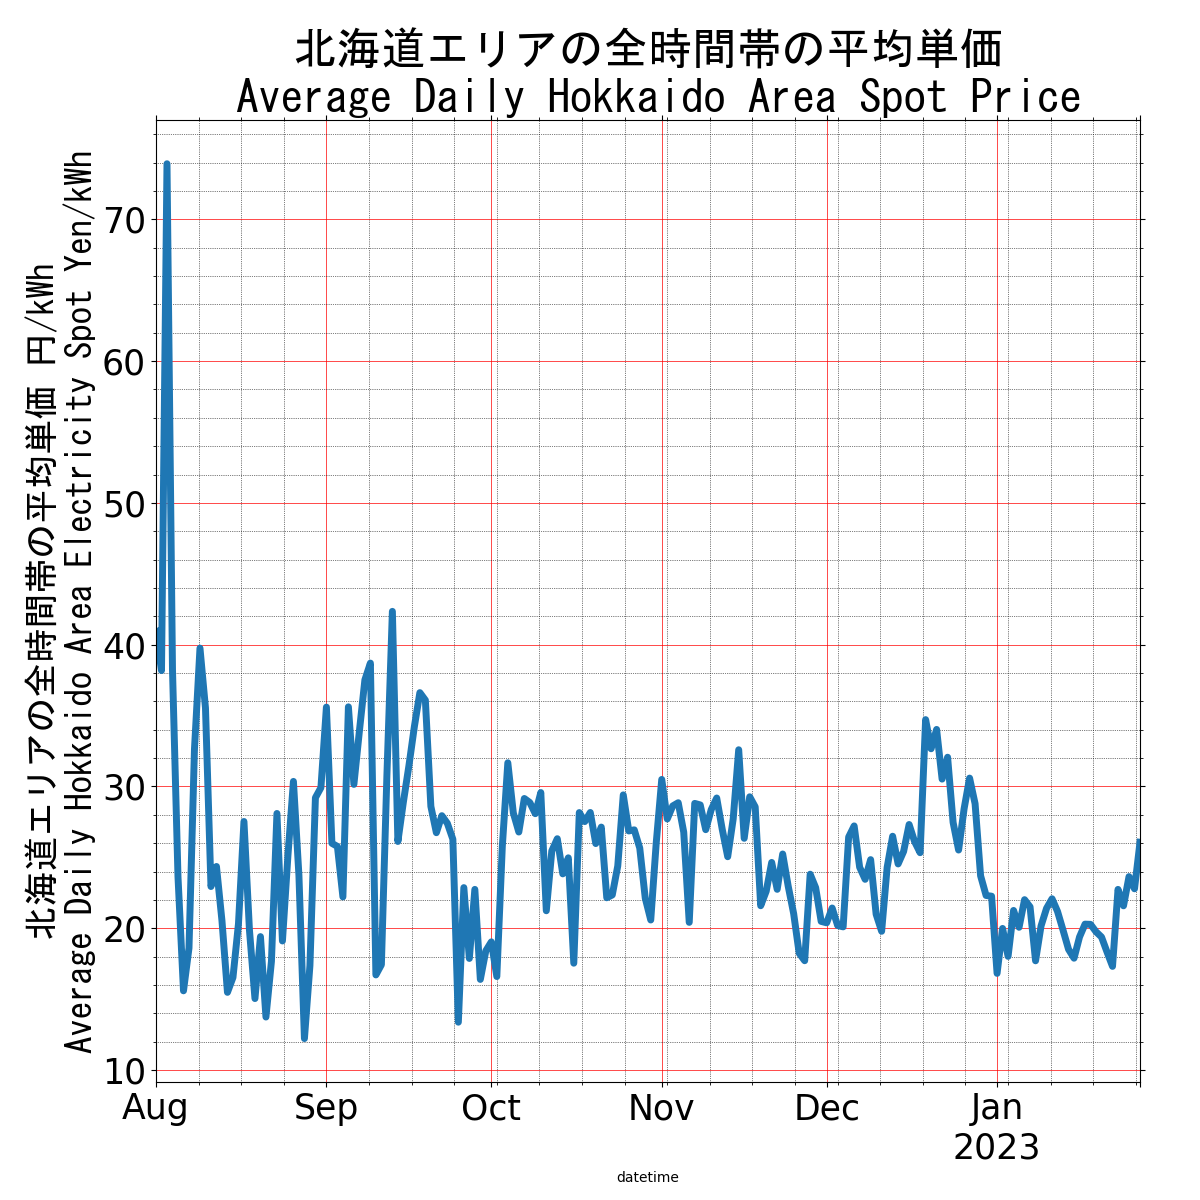 北海道エリアの全時間帯の平均単価
Average Daily Hokkaido Area Spot Price
北海道エリアの全時間帯の平均単価 円/kWh
Average Daily Hokkaido Area Electricity Spot Yen/kWh
70
60
50
40
30
20
10
Aug Sep Oct Nov Dec Jan
2023
datetime